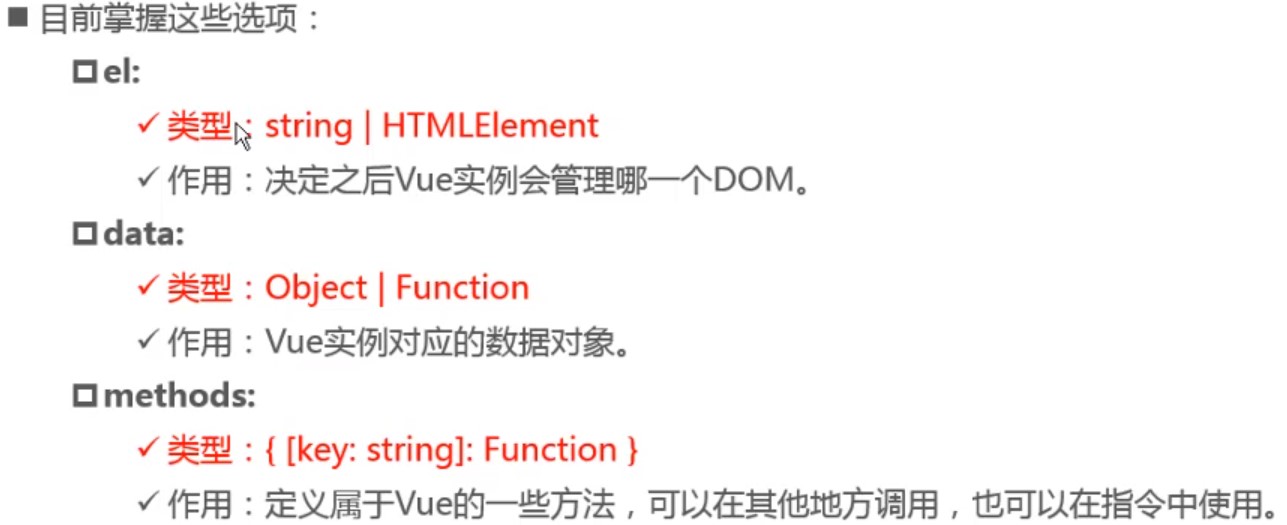 目前掌握这些选项：
el:
类型：string | HTMLElement
作用：决定之后Vue实例会管理哪一个DOM。
data:
类型：Object | Function
作用：Vue实例对应的数据对象。
methods:
类型：{ [key: string]: Function }
作用：定义属于Vue的一些方法，可以在其他地方调用，也可以在指令中使用。